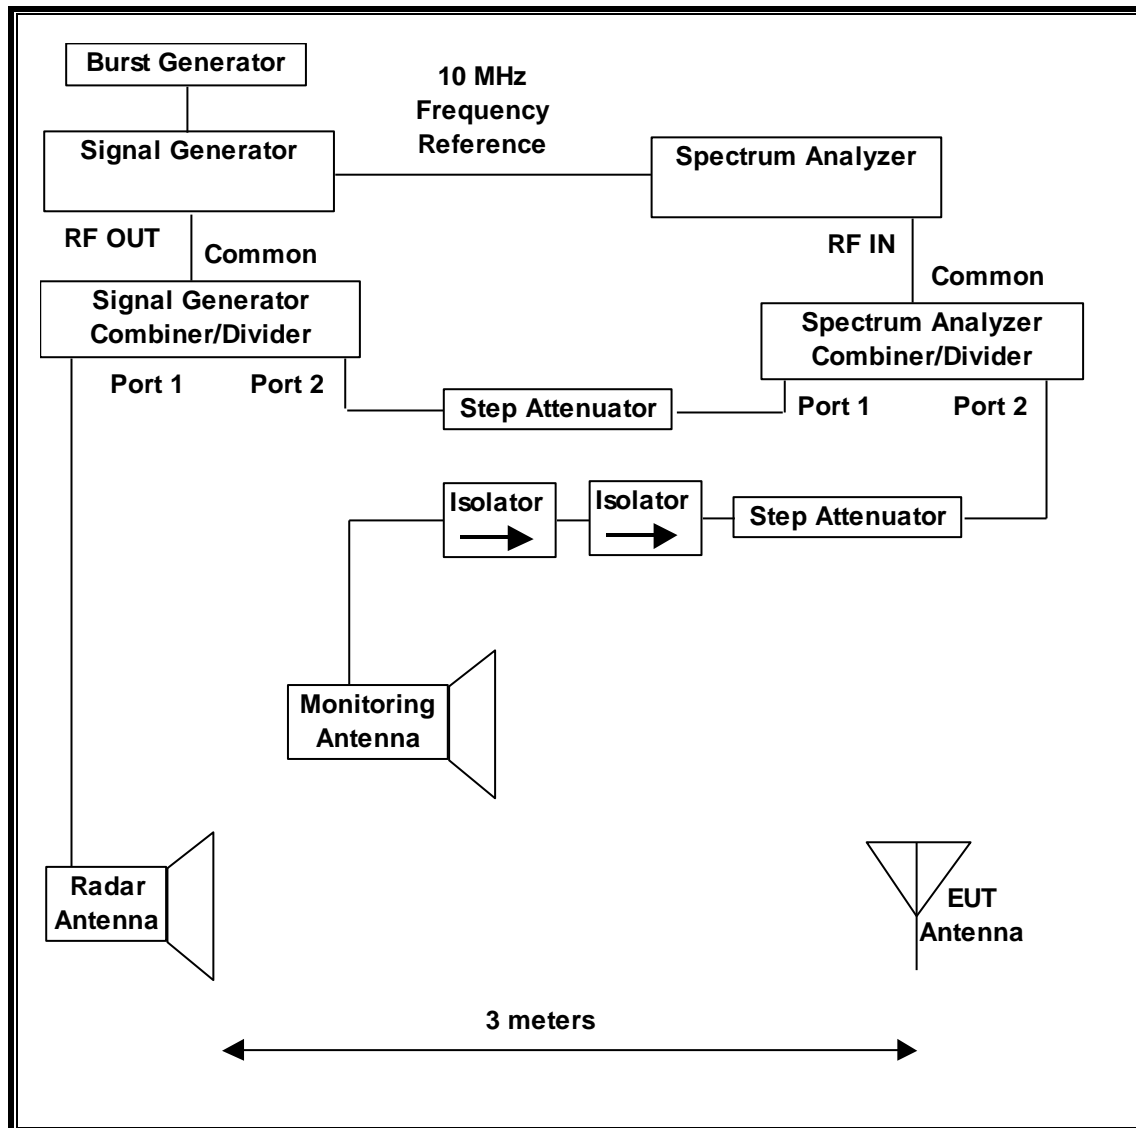 Burst Generator
10 MHz
Frequency
Reference
Signal Generator
Spectrum Analyzer
RF OUT
Common
RF IN
Common
Signal Generator
Combiner/Divider
Spectrum Analyzer
Combiner/Divider
Port 1
Port 2
Step Attenuator
Port 1
Port 2
Isolator
Isolator
Step Attenuator
Monitoring
Antenna
Radar
Antenna
EUT
Antenna
3 meters